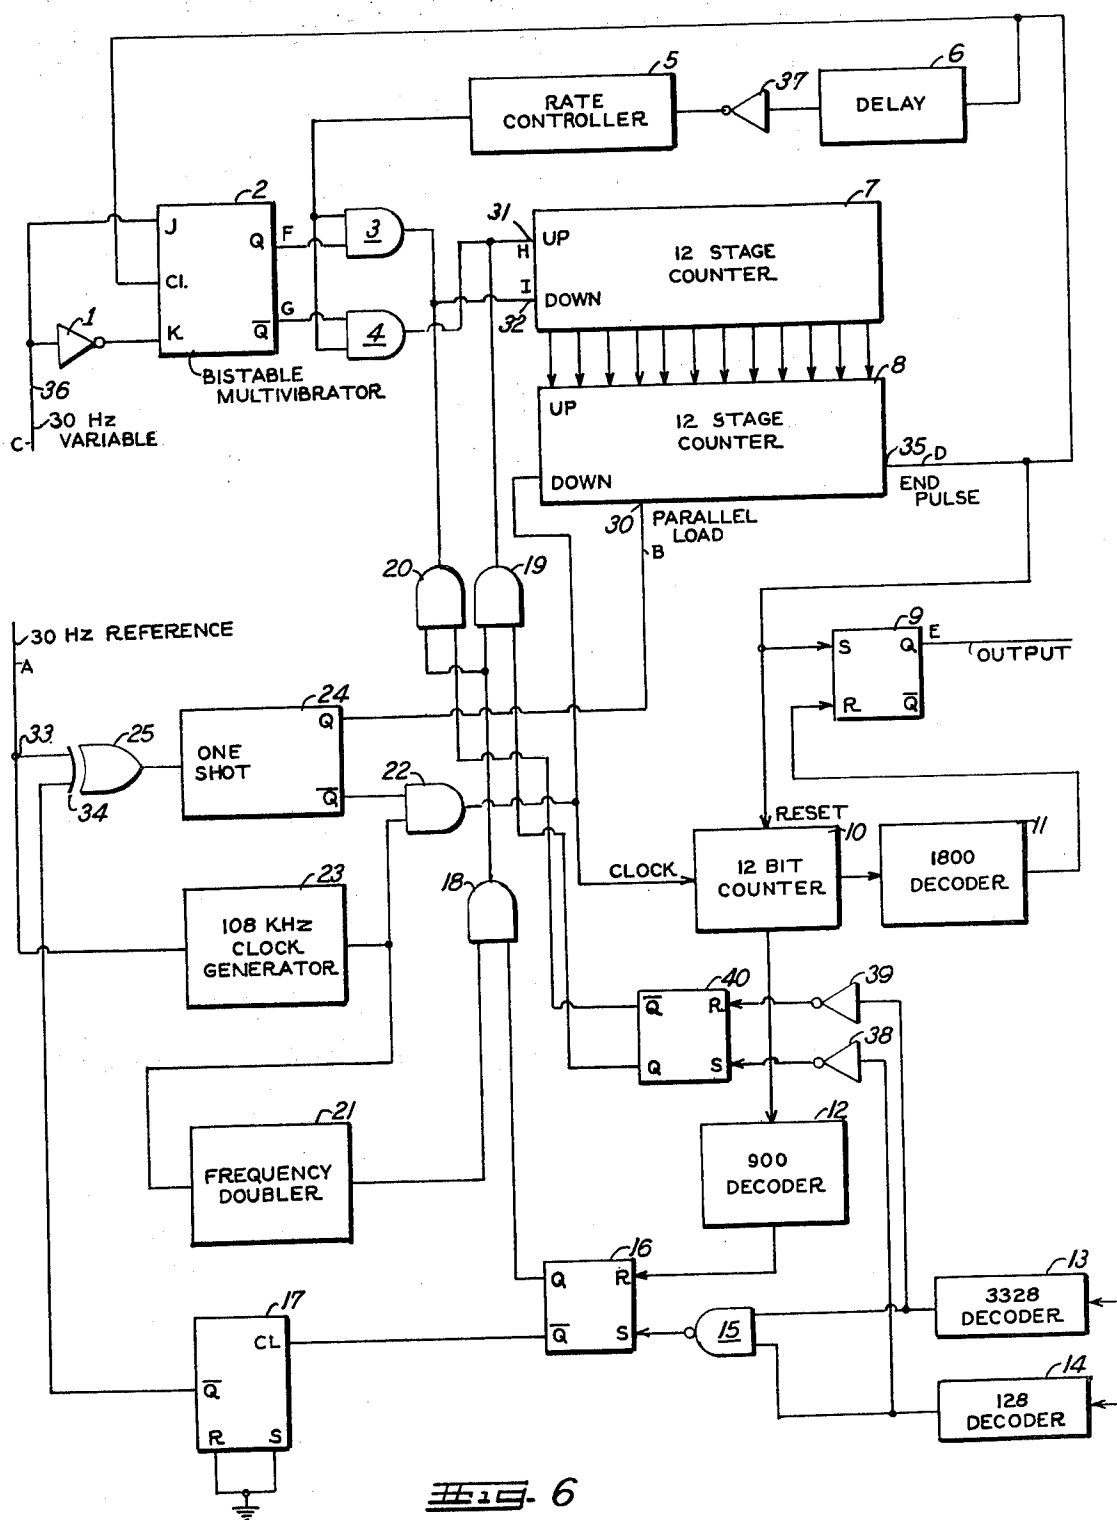 5
RATE
CONTROLLER
37
6
DELAY
2
J
Q
F
Cl.
K
G
Q̅
1
BISTABLE
MULTIVIBRATOR
36
30 Hz
VARIABLE
C
3
4
31
H
I
32
7
UP
12 STAGE
COUNTER
DOWN
8
UP
12 STAGE
COUNTER
DOWN
35
D
END
PULSE
30
PARALLEL
LOAD
B
20
19
30 Hz REFERENCE
A
9
S
Q
E
OUTPUT
R
Q̅
33
34
25
24
Q
ONE
SHOT
Q̅
22
RESET
10
CLOCK
12 BIT
COUNTER
11
1800
DECODER
18
23
108 KHz
CLOCK
GENERATOR
40
Q̅
R
Q
S
39
38
21
FREQUENCY
DOUBLER
12
900
DECODER
16
Q
R
Q̅
S
15
13
3328
DECODER
14
128
DECODER
17
CL
Q̅
R
S
Fig. 6